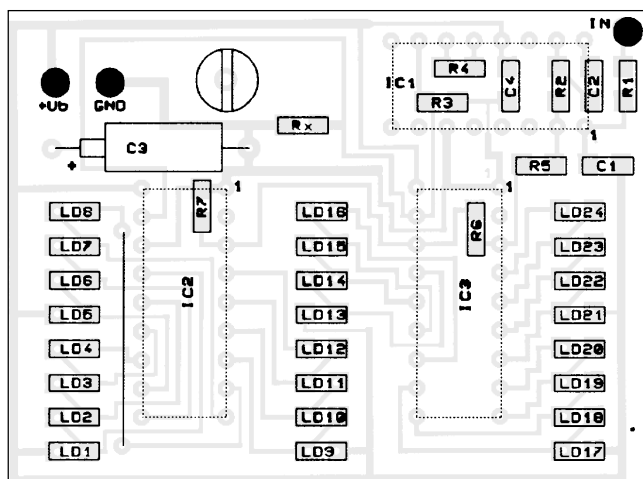 IN
R4
IC1
C4
R2
C2
R1
+Ub
GND
R3
Rx
1
C3
+
R5
C1
1
1
1
R7
R6
LD8
LD16
LD24
LD7
LD15
LD23
LD6
IC2
LD14
IC3
LD22
LD5
LD13
LD21
LD4
LD12
LD20
LD3
LD11
LD19
LD2
LD10
LD18
LD1
LD9
LD17